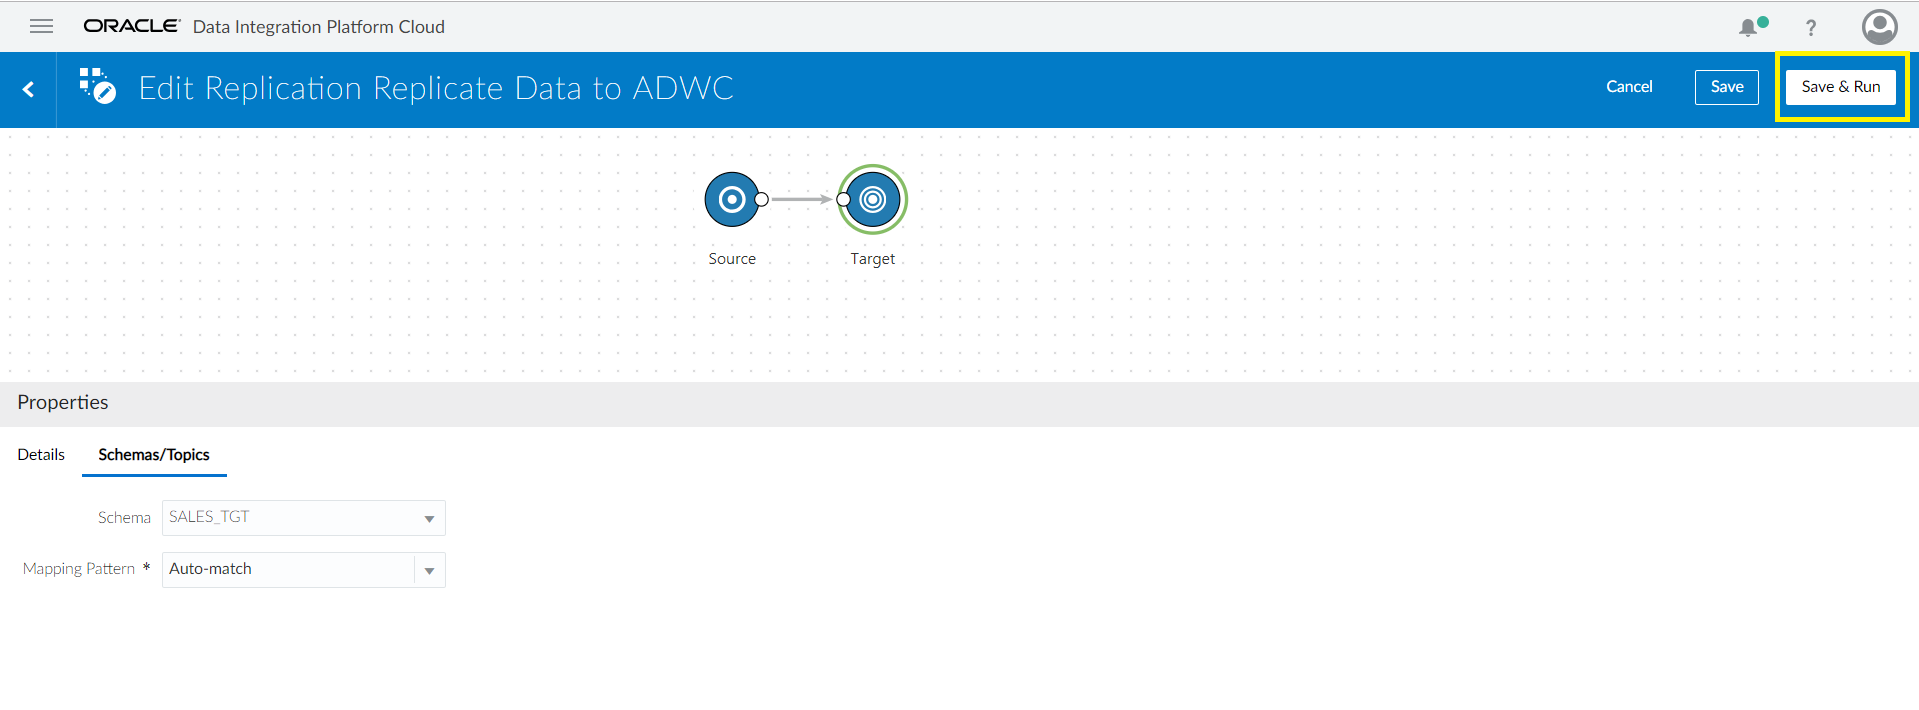 ORACLE® Data Integration Platform Cloud ?
Edit Replication Replicate Data to ADWC Cancel Save Save & Run
Source Target
Properties
Details Schemas/Topics
Schema SALES_TGT
Mapping Pattern * Auto-match